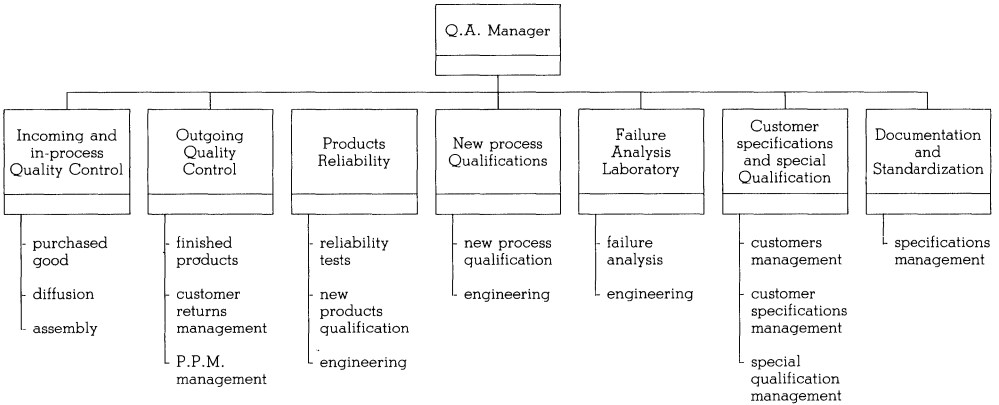 Q.A. Manager
Incoming and
in-process
Quality Control
purchased
good
diffusion
assembly
Outgoing
Quality
Control
finished
products
customer
returns
management
P.P.M.
management
Products
Reliability
reliability
tests
new
products
qualification
engineering
New process
Qualifications
new process
qualification
engineering
Failure
Analysis
Laboratory
failure
analysis
engineering
Customer
specifications
and special
Qualification
customers
management
customer
specifications
management
special
qualification
management
Documentation
and
Standardization
specifications
management